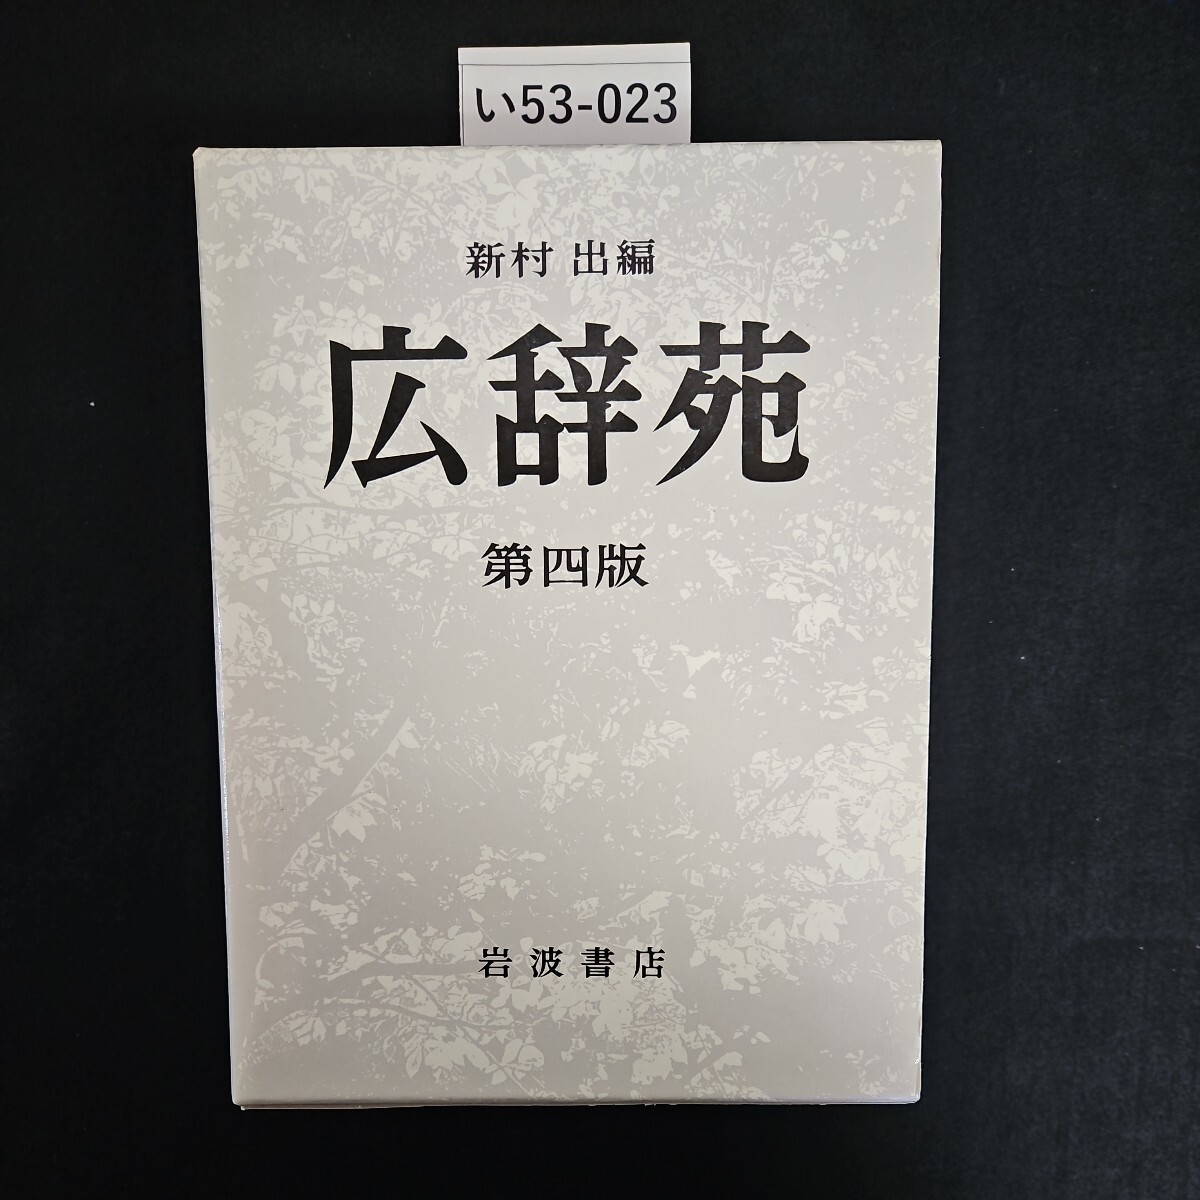 い53-023
新村 出編
広辞苑
第四版
岩波書店